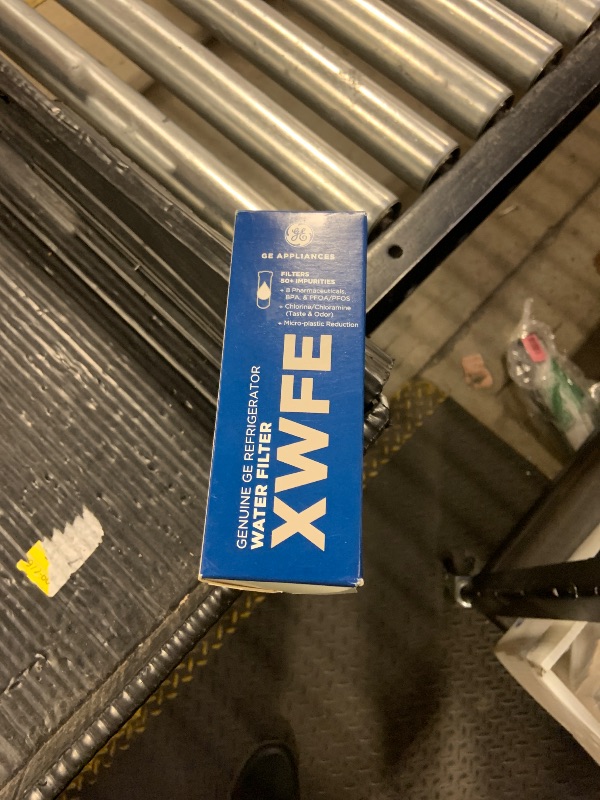 GE
GE APPLIANCES
FILTERS
50+ IMPURITIES
+ 8 Pharmaceuticals,
BPA, & PFOA/PFOS
+ Chlorine/Chloramine
(Taste & Odor)
+ Micro-plastic Reduction
GENUINE GE REFRIGERATOR
WATER FILTER
XWFE